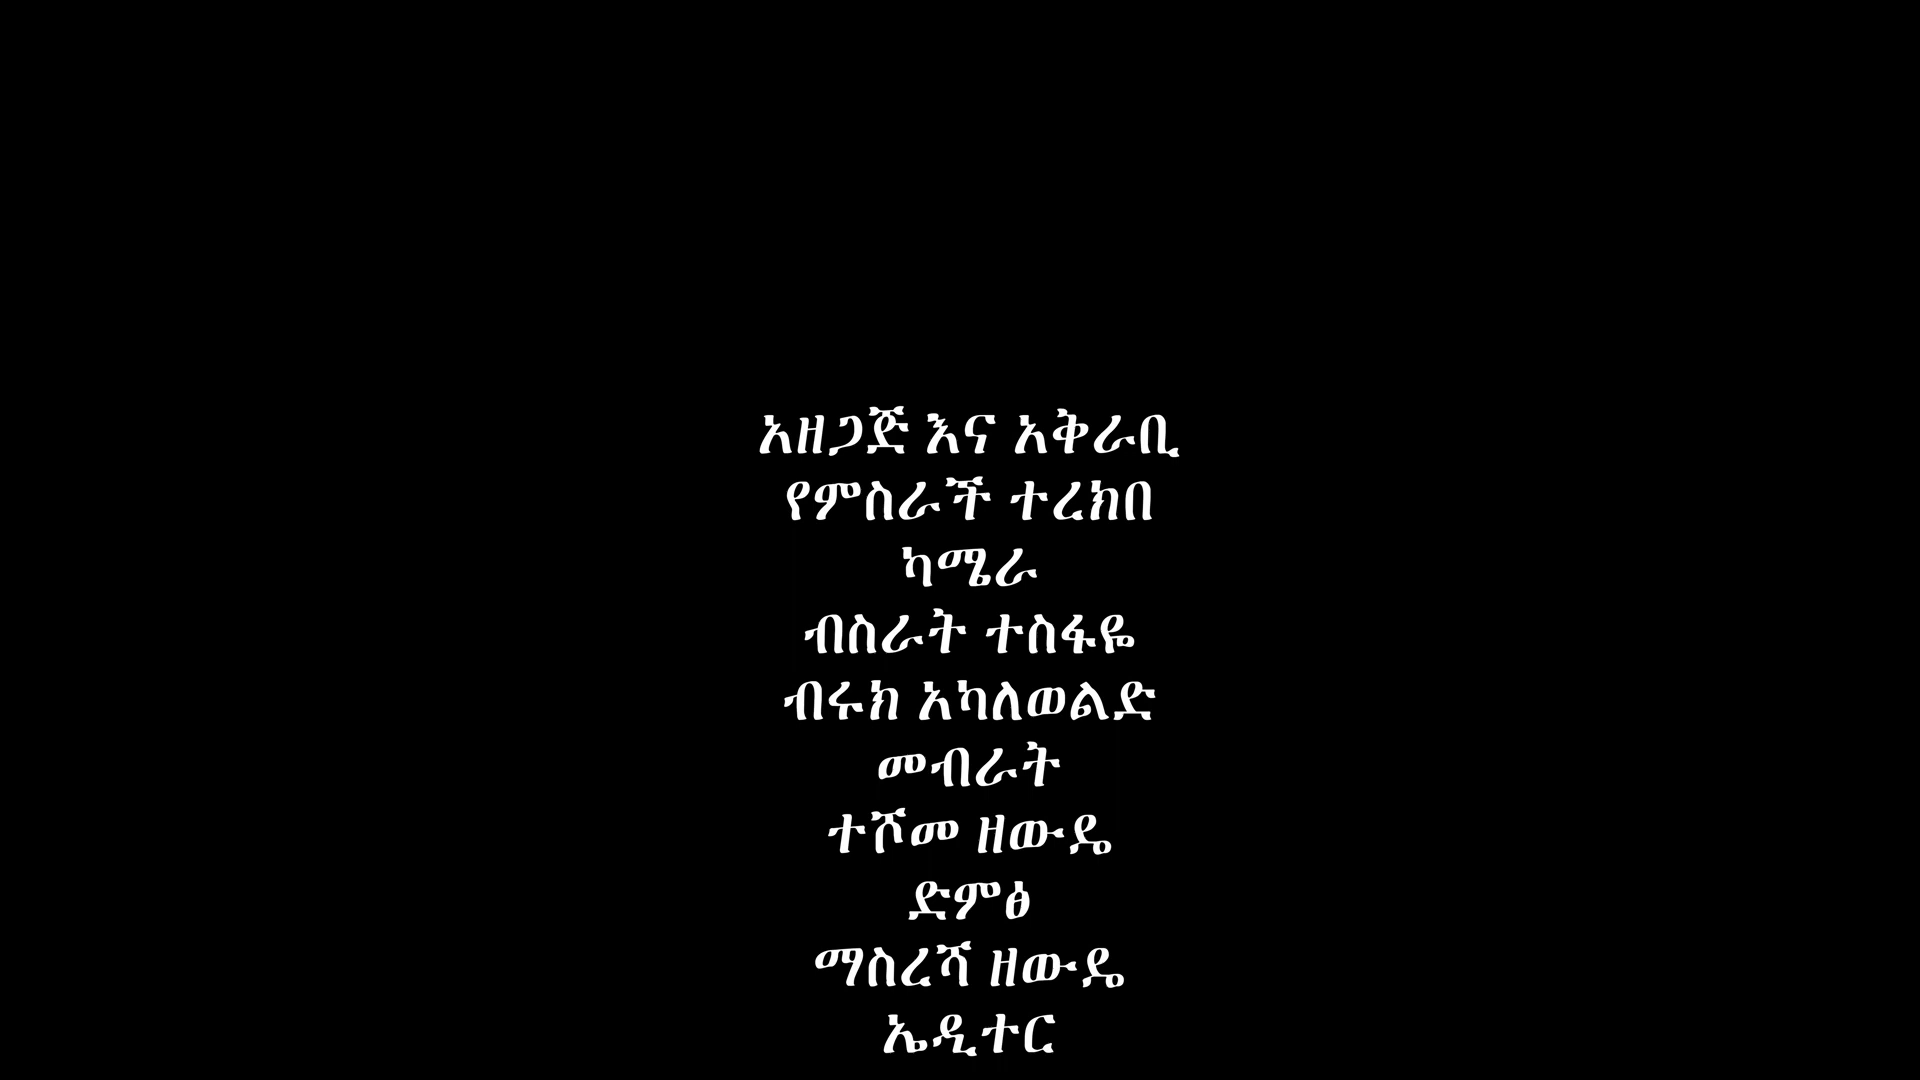 አዘጋጅ እና አቅራቢ
የምስራች ተረክበ
ካሜራ
ብስራት ተስፋዬ
ብሩክ አካለወልድ
መብራት
ተሾመ ዘውዴ
ድምፅ
ማስረሻ ዘውዴ
ኤዲተር